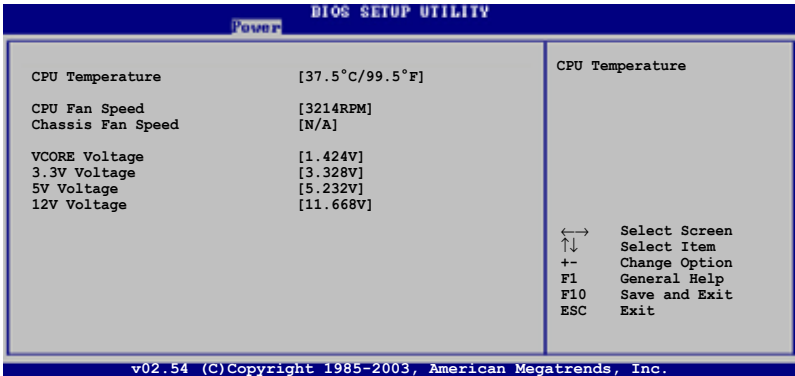 BIOS SETUP UTILITY
Power
CPU Temperature [37.5°C/99.5°F]
CPU Fan Speed [3214RPM]
Chassis Fan Speed [N/A]
VCORE Voltage [1.424V]
3.3V Voltage [3.328V]
5V Voltage [5.232V]
12V Voltage [11.668V]
CPU Temperature
←→ Select Screen
↑↓ Select Item
+- Change Option
F1 General Help
F10 Save and Exit
ESC Exit
v02.54 (C)Copyright 1985-2003, American Megatrends, Inc.